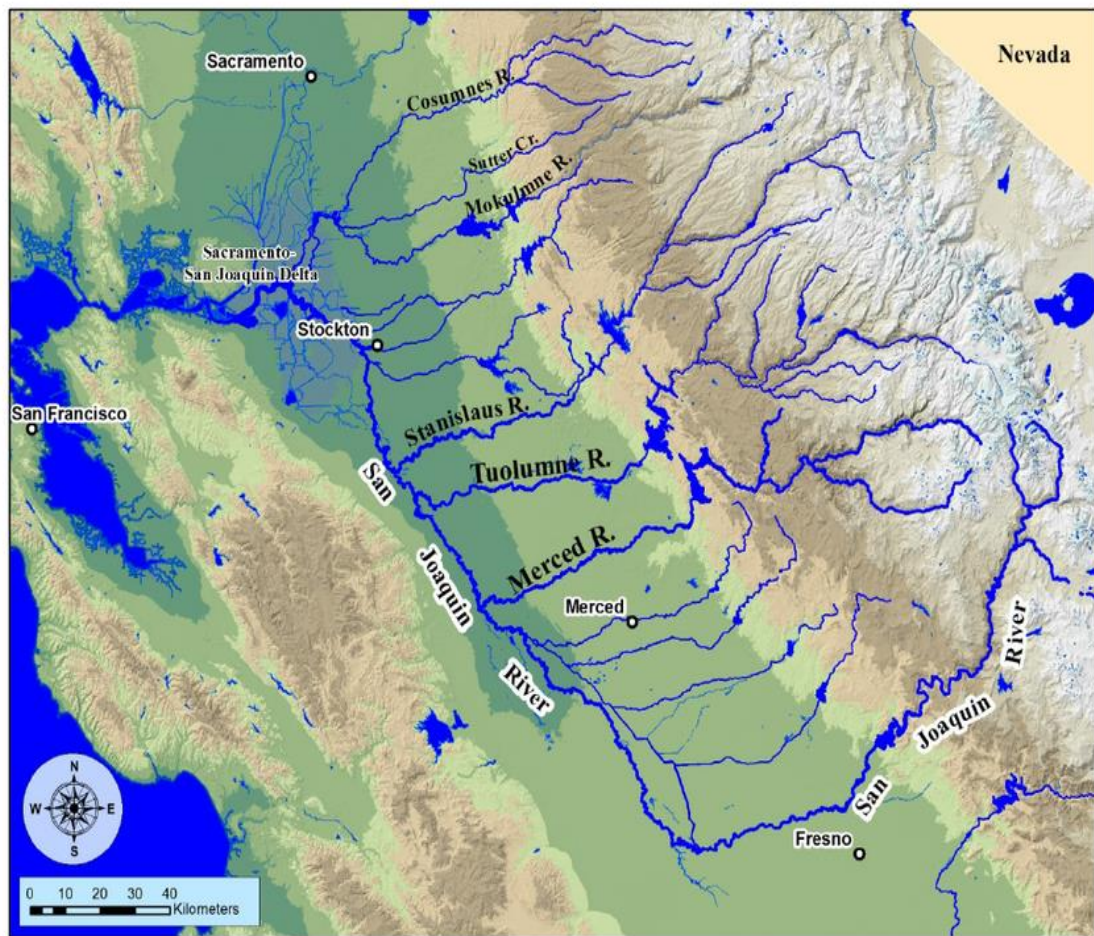 Nevada
Sacramento
Cosumnes R.
Sutter Cr.
Mokulmne R.
Sacramento-
San Joaquin Delta
Stockton
San Francisco
Stanislaus R.
Tuolumne R.
Merced R.
San
Joaquin
River
Merced
River
Joaquin
San
Fresno
N
W E
S
0 10 20 30 40
Kilometers